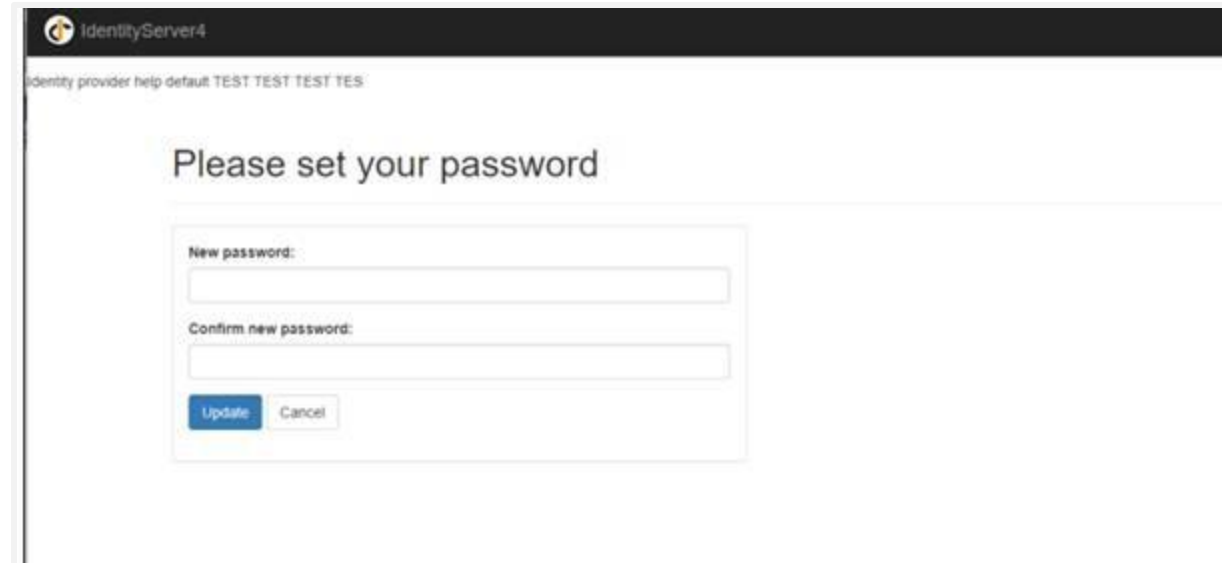 IdentityServer4
Identity provider help default TEST TEST TEST TES
Please set your password
New password:
Confirm new password:
Update Cancel